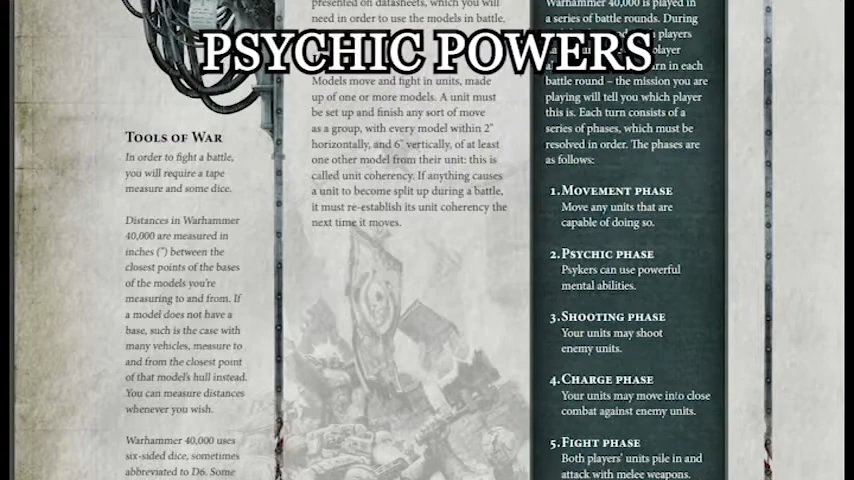 PSYCHIC POWERS
TOOLS OF WAR
In order to fight a battle,
you will require a tape
measure and some dice.
Distances in Warhammer
40,000 are measured in
inches (") between the
closest points of the bases
of the models you're
measuring to and from. If
a model does not have a
base, such is the case with
many vehicles, measure to
and from the closest point
of that model's hull instead.
You can measure distances
whenever you wish.
Warhammer 40,000 uses
six-sided dice, sometimes
abbreviated to D6. Some
presented on datasheets, which you will
need in order to use the models in battle.
Models move and fight in units, made
up of one or more models. A unit must
be set up and finish any sort of move
as a group, with every model within 2"
horizontally, and 6" vertically, of at least
one other model from their unit: this is
called unit coherency. If anything causes
a unit to become split up during a battle,
it must re-establish its unit coherency the
next time it moves.
Warhammer 40,000 is played in
a series of battle rounds. During
players
player
turn in each
battle round – the mission you are
playing will tell you which player
this is. Each turn consists of a
series of phases, which must be
resolved in order. The phases are
as follows:
1. MOVEMENT PHASE
Move any units that are
capable of doing so.
2. PSYCHIC PHASE
Psykers can use powerful
mental abilities.
3. SHOOTING PHASE
Your units may shoot
enemy units.
4. CHARGE PHASE
Your units may move into close
combat against enemy units.
5. FIGHT PHASE
Both players' units pile in and
attack with melee weapons.